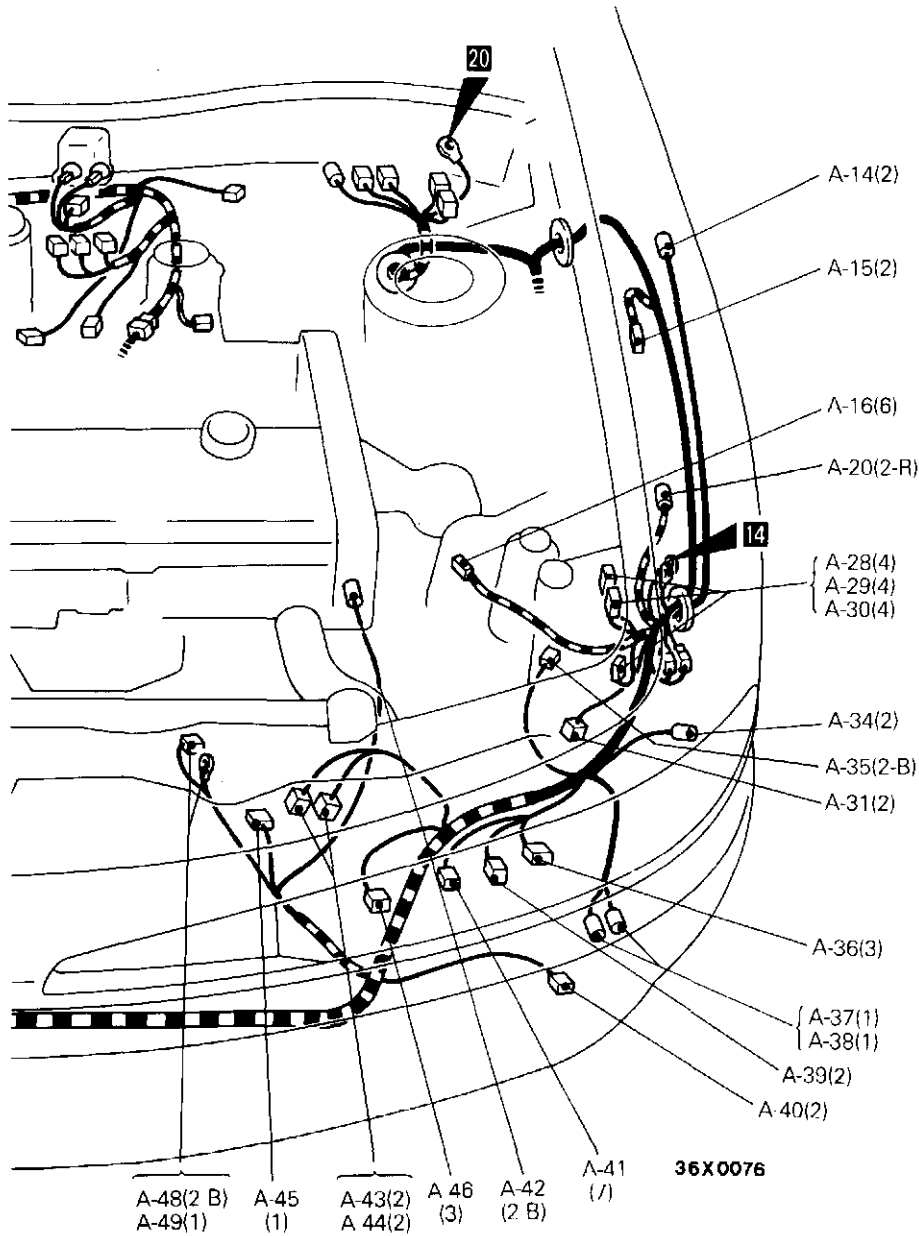 20
A-14(2)
A-15(2)
A-16(6)
A-20(2-R)
14
A-28(4)
A-29(4)
A-30(4)
A-34(2)
A-35(2-B)
A-31(2)
A-36(3)
A-37(1)
A-38(1)
A-39(2)
A-40(2)
36X0076
A-48(2 B)
A-49(1)
A-45
(1)
A-43(2)
A 44(2)
A 46
(3)
A-42
(2 B)
A-41